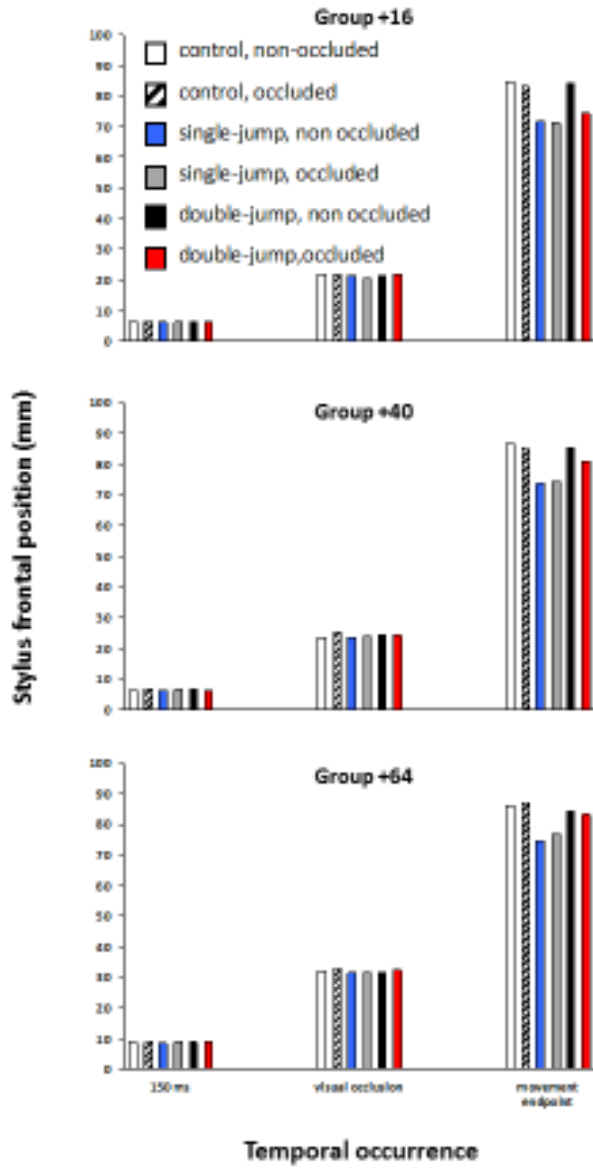 Group +16
100
90
80
70
60
50
40
30
20
10
0
control, non-occluded
control, occluded
single-jump, non occluded
single-jump, occluded
double-jump, non occluded
double-jump,occluded
Stylus frontal position (mm)
Group +40
100
90
80
70
60
50
40
30
20
10
0
Group +64
100
90
80
70
60
50
40
30
20
10
0
150 ms
visual occlusion
movement
endpoint
Temporal occurrence